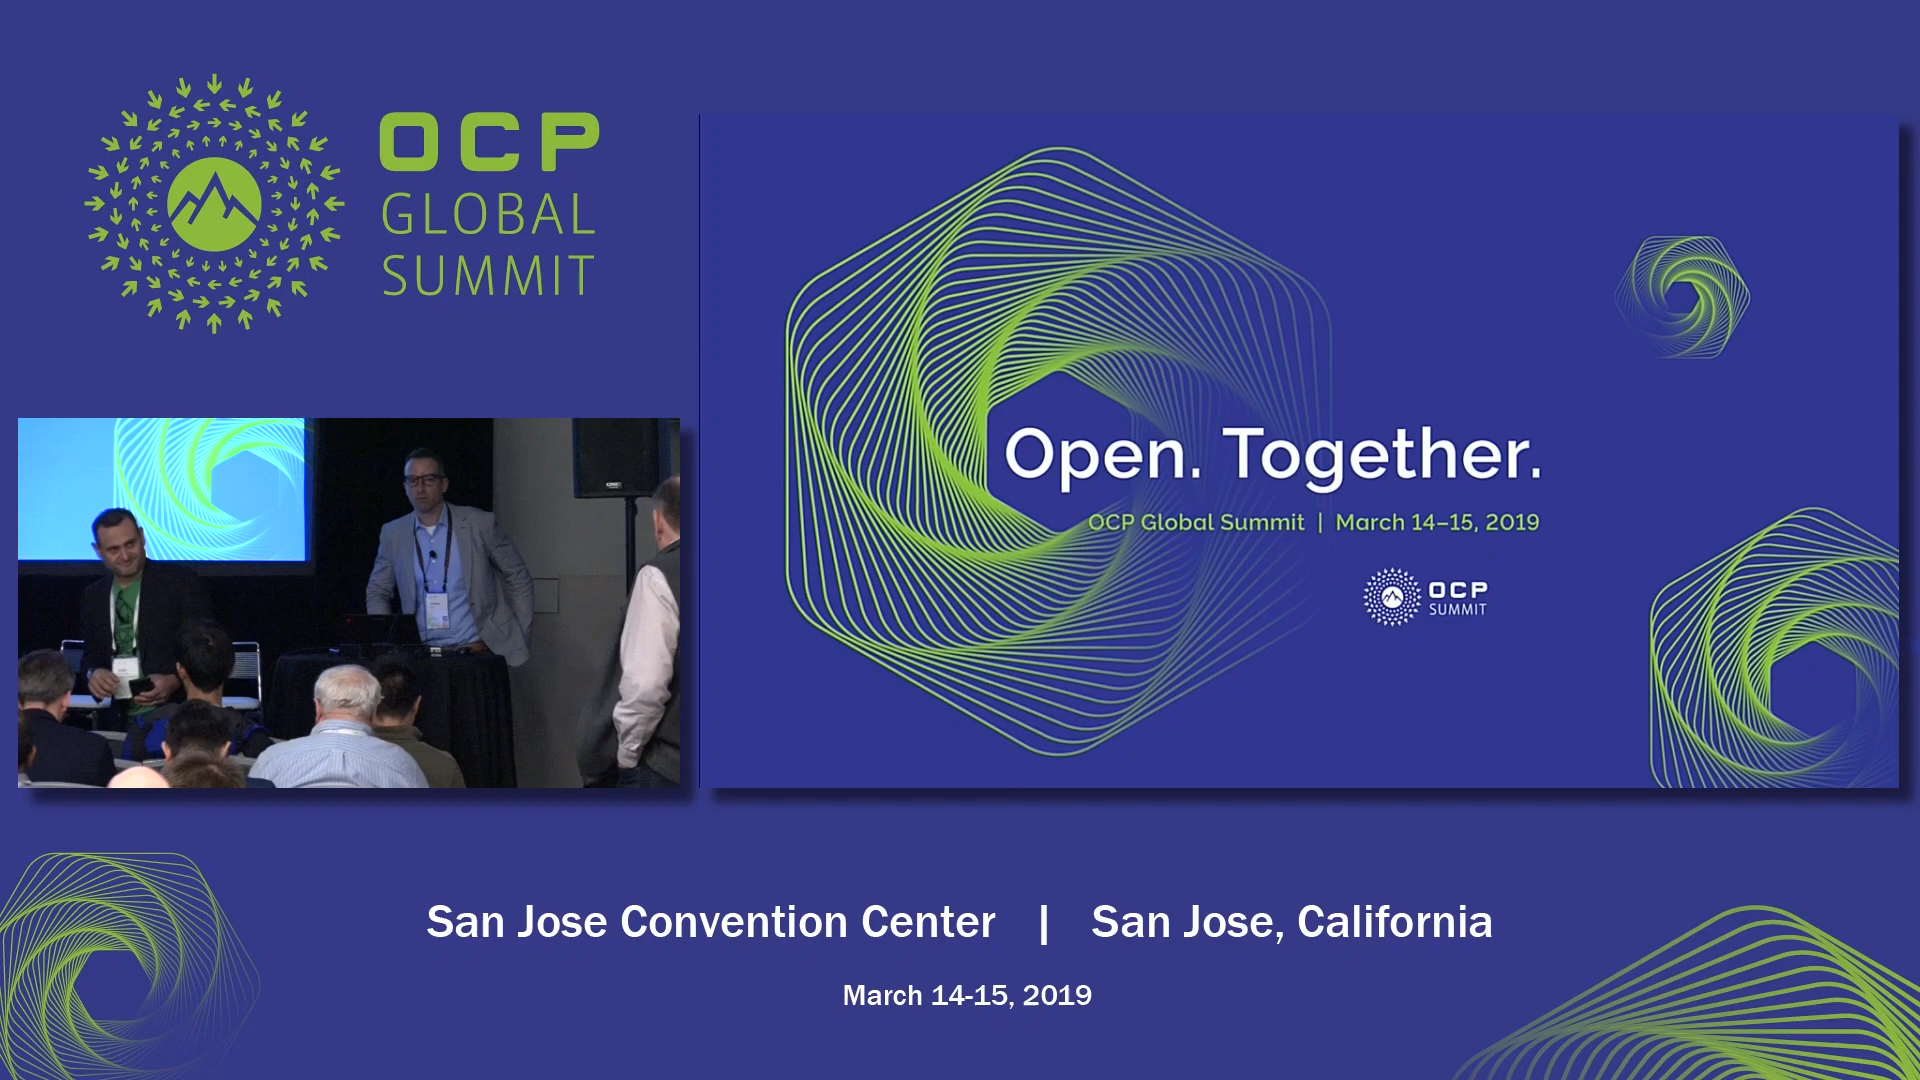 OCP
GLOBAL
SUMMIT
Open. Together.
OCP Global Summit | March 14–15, 2019
OCP
SUMMIT
San Jose Convention Center | San Jose, California
March 14-15, 2019